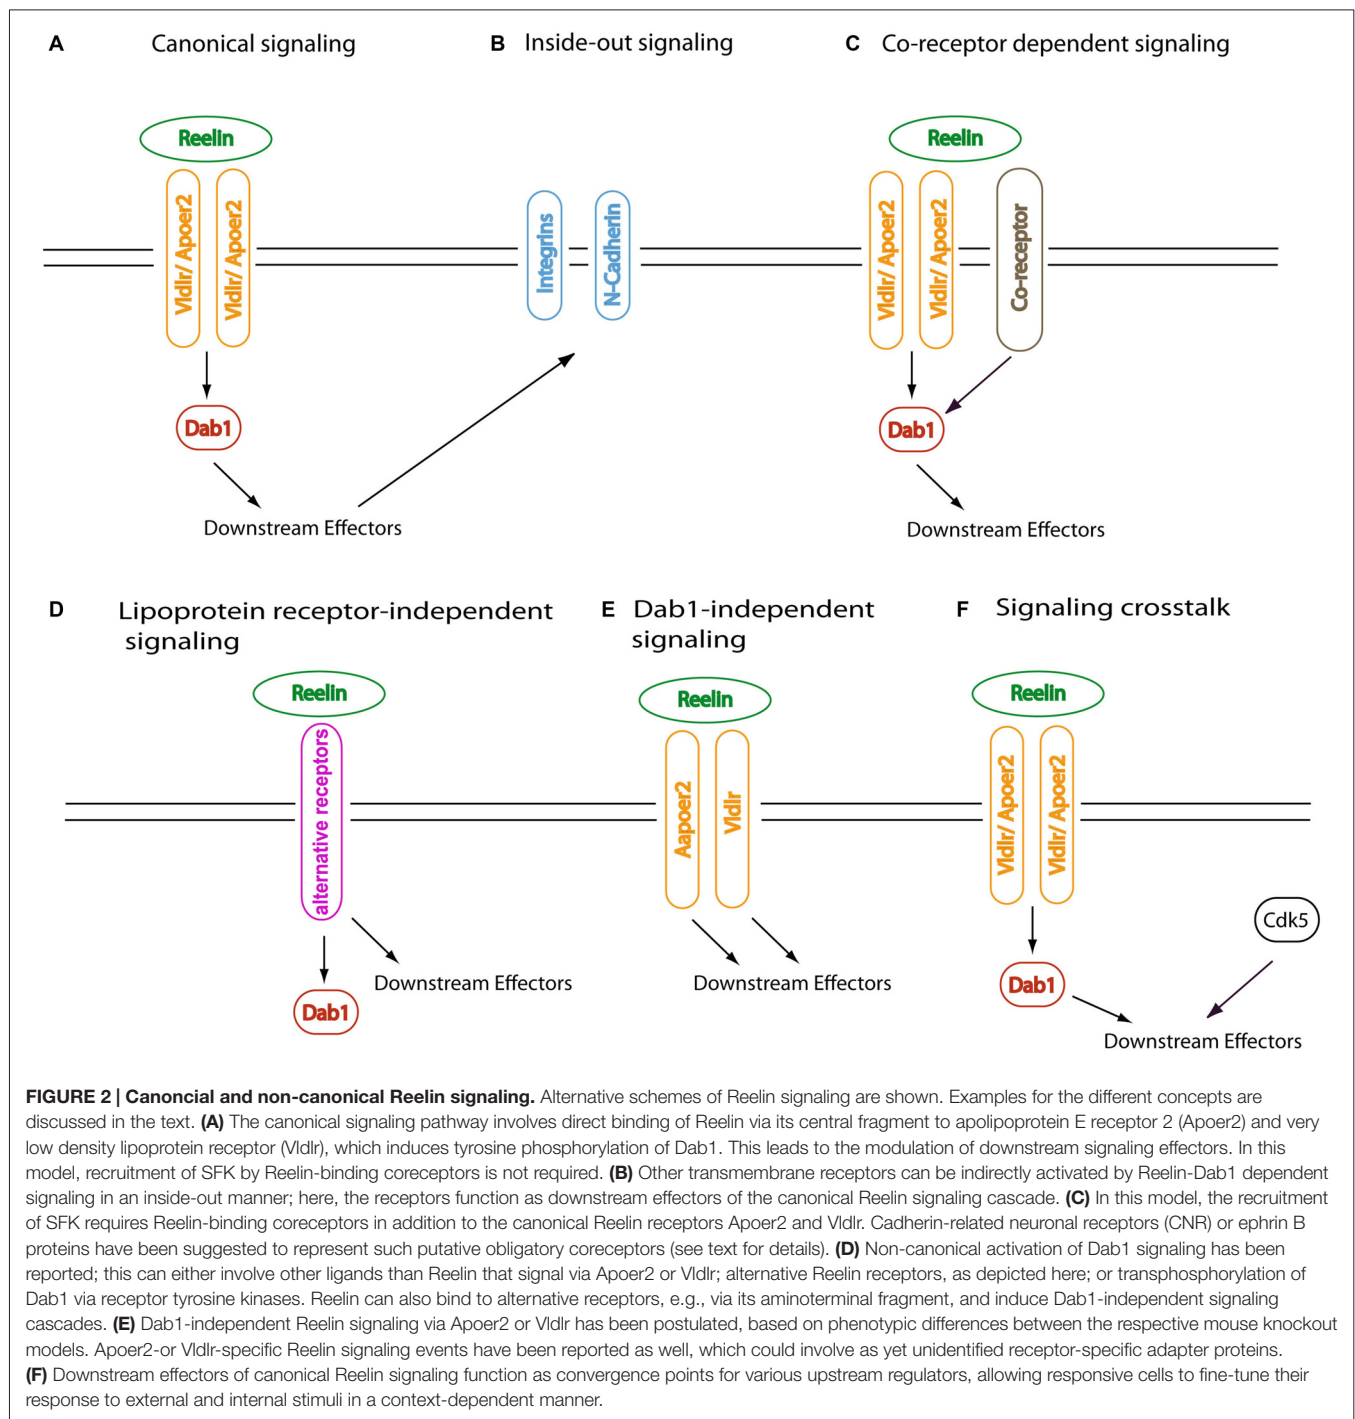 A
Canonical signaling
B
Inside-out signaling
C
Co-receptor dependent signaling
Reelin
Vldlr/ Apoer2
Vldlr/ Apoer2
Dab1
Downstream Effectors
Integrins
N-Cadherin
Reelin
Vldlr/ Apoer2
Vldlr/ Apoer2
Co-receptor
Dab1
Downstream Effectors
D
Lipoprotein receptor-independent
signaling
E
Dab1-independent
signaling
F
Signaling crosstalk
Reelin
alternative receptors
Downstream Effectors
Dab1
Reelin
Aapoer2
Vldlr
Downstream Effectors
Reelin
Vldlr/ Apoer2
Vldlr/ Apoer2
Cdk5
Dab1
Downstream Effectors
FIGURE 2 | Canoncial and non-canonical Reelin signaling. Alternative schemes of Reelin signaling are shown. Examples for the different concepts are
discussed in the text. (A) The canonical signaling pathway involves direct binding of Reelin via its central fragment to apolipoprotein E receptor 2 (Apoer2) and very
low density lipoprotein receptor (Vldlr), which induces tyrosine phosphorylation of Dab1. This leads to the modulation of downstream signaling effectors. In this
model, recruitment of SFK by Reelin-binding coreceptors is not required. (B) Other transmembrane receptors can be indirectly activated by Reelin-Dab1 dependent
signaling in an inside-out manner; here, the receptors function as downstream effectors of the canonical Reelin signaling cascade. (C) In this model, the recruitment
of SFK requires Reelin-binding coreceptors in addition to the canonical Reelin receptors Apoer2 and Vldlr. Cadherin-related neuronal receptors (CNR) or ephrin B
proteins have been suggested to represent such putative obligatory coreceptors (see text for details). (D) Non-canonical activation of Dab1 signaling has been
reported; this can either involve other ligands than Reelin that signal via Apoer2 or Vldlr; alternative Reelin receptors, as depicted here; or transphosphorylation of
Dab1 via receptor tyrosine kinases. Reelin can also bind to alternative receptors, e.g., via its aminoterminal fragment, and induce Dab1-independent signaling
cascades. (E) Dab1-independent Reelin signaling via Apoer2 or Vldlr has been postulated, based on phenotypic differences between the respective mouse knockout
models. Apoer2-or Vldlr-specific Reelin signaling events have been reported as well, which could involve as yet unidentified receptor-specific adapter proteins.
(F) Downstream effectors of canonical Reelin signaling function as convergence points for various upstream regulators, allowing responsive cells to fine-tune their
response to external and internal stimuli in a context-dependent manner.